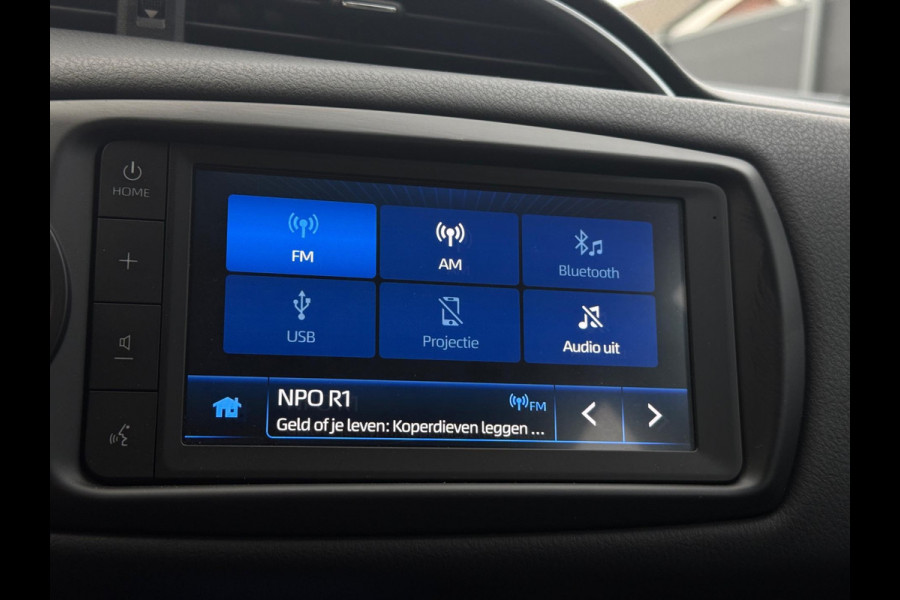 HOME
FM
AM
Bluetooth
USB
Projectie
Audio uit
NPO R1
FM
Geld of je leven: Koperdieven leggen ...